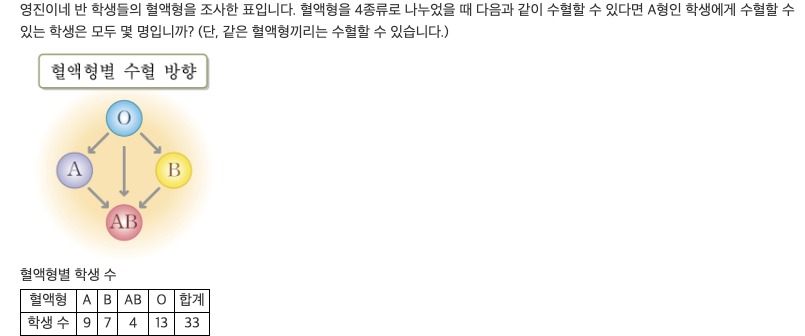 영진이네 반 학생들의 혈액형을 조사한 표입니다. 혈액형을 4종류로 나누었을 때 다음과 같이 수혈할 수 있다면 A형인 학생에게 수혈할 수
있는 학생은 모두 몇 명입니까? (단, 같은 혈액형끼리는 수혈할 수 있습니다.)
혈액형별 수혈 방향
O
A B
AB
혈액형별 학생 수
혈액형 A B AB O 합계
학생 수 9 7 4 13 33